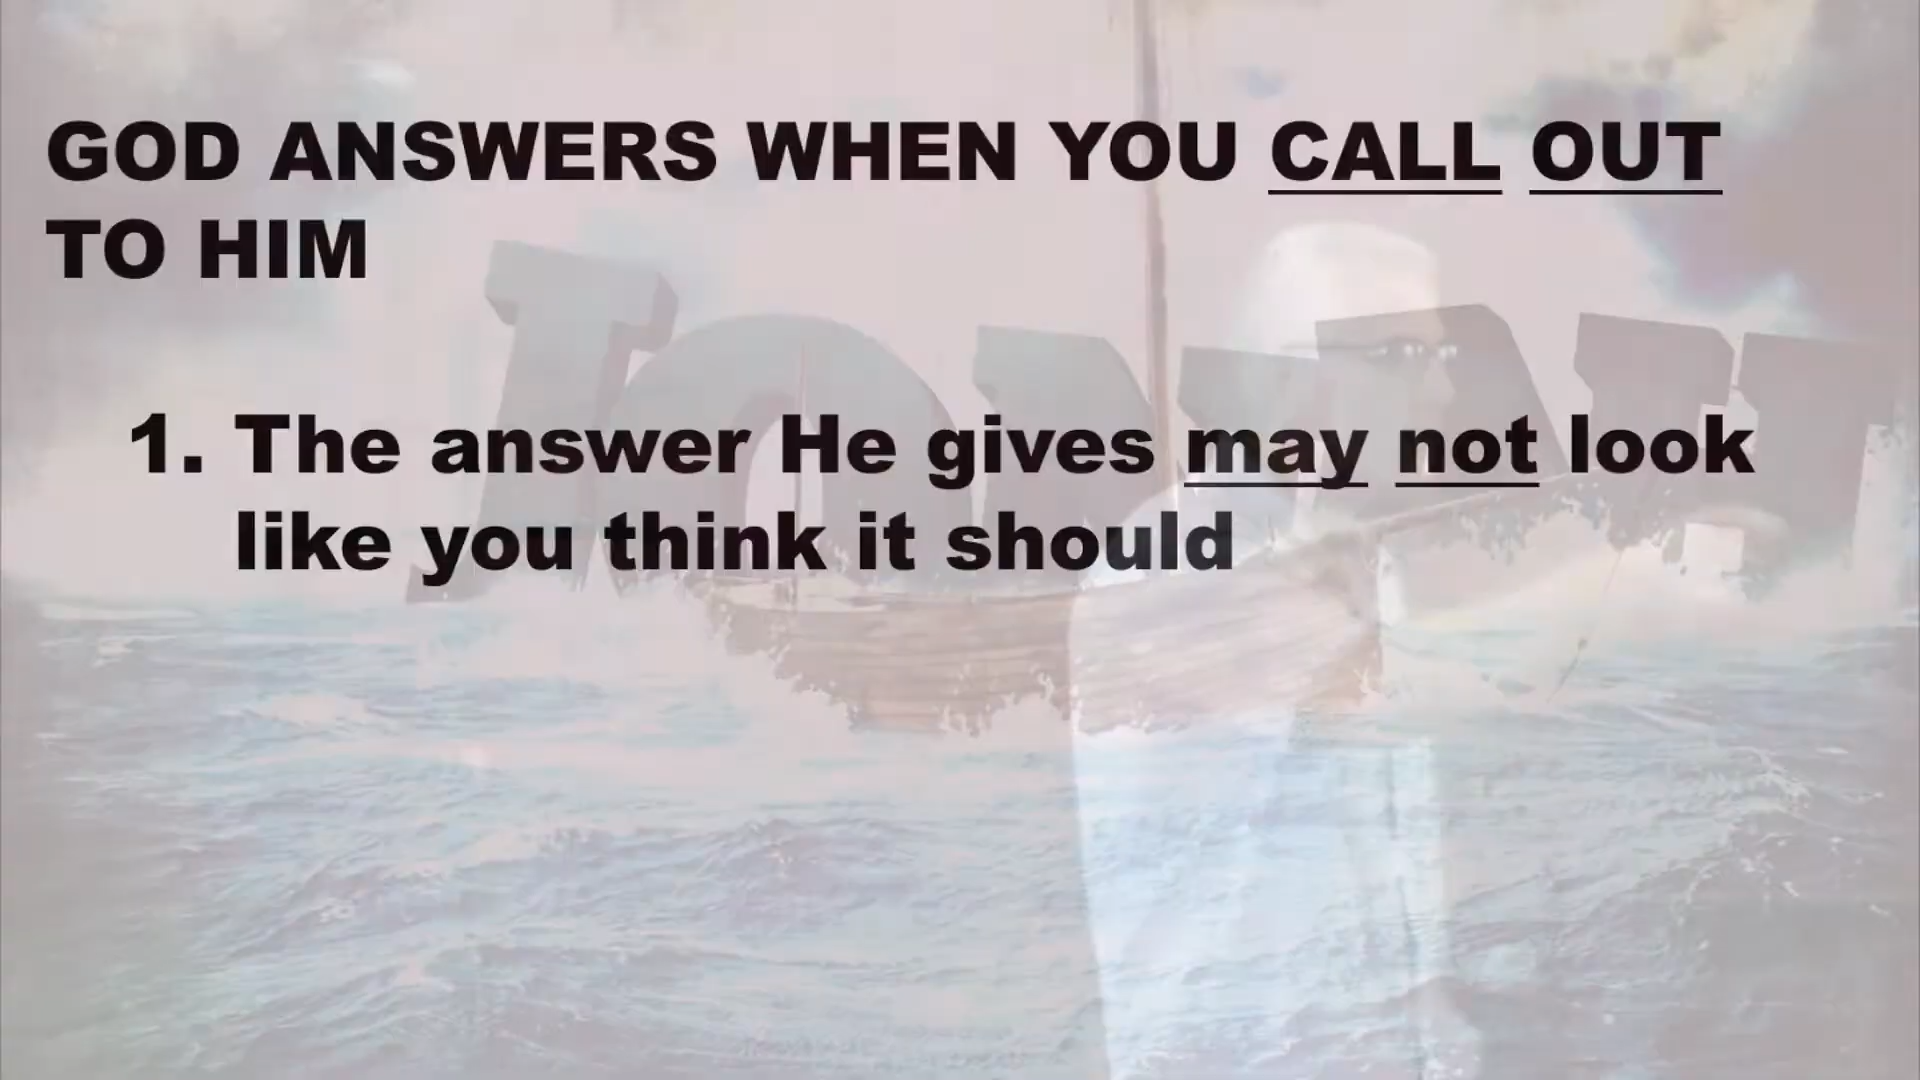 GOD ANSWERS WHEN YOU CALL OUT
TO HIM
JONAH
1. The answer He gives may not look
like you think it should